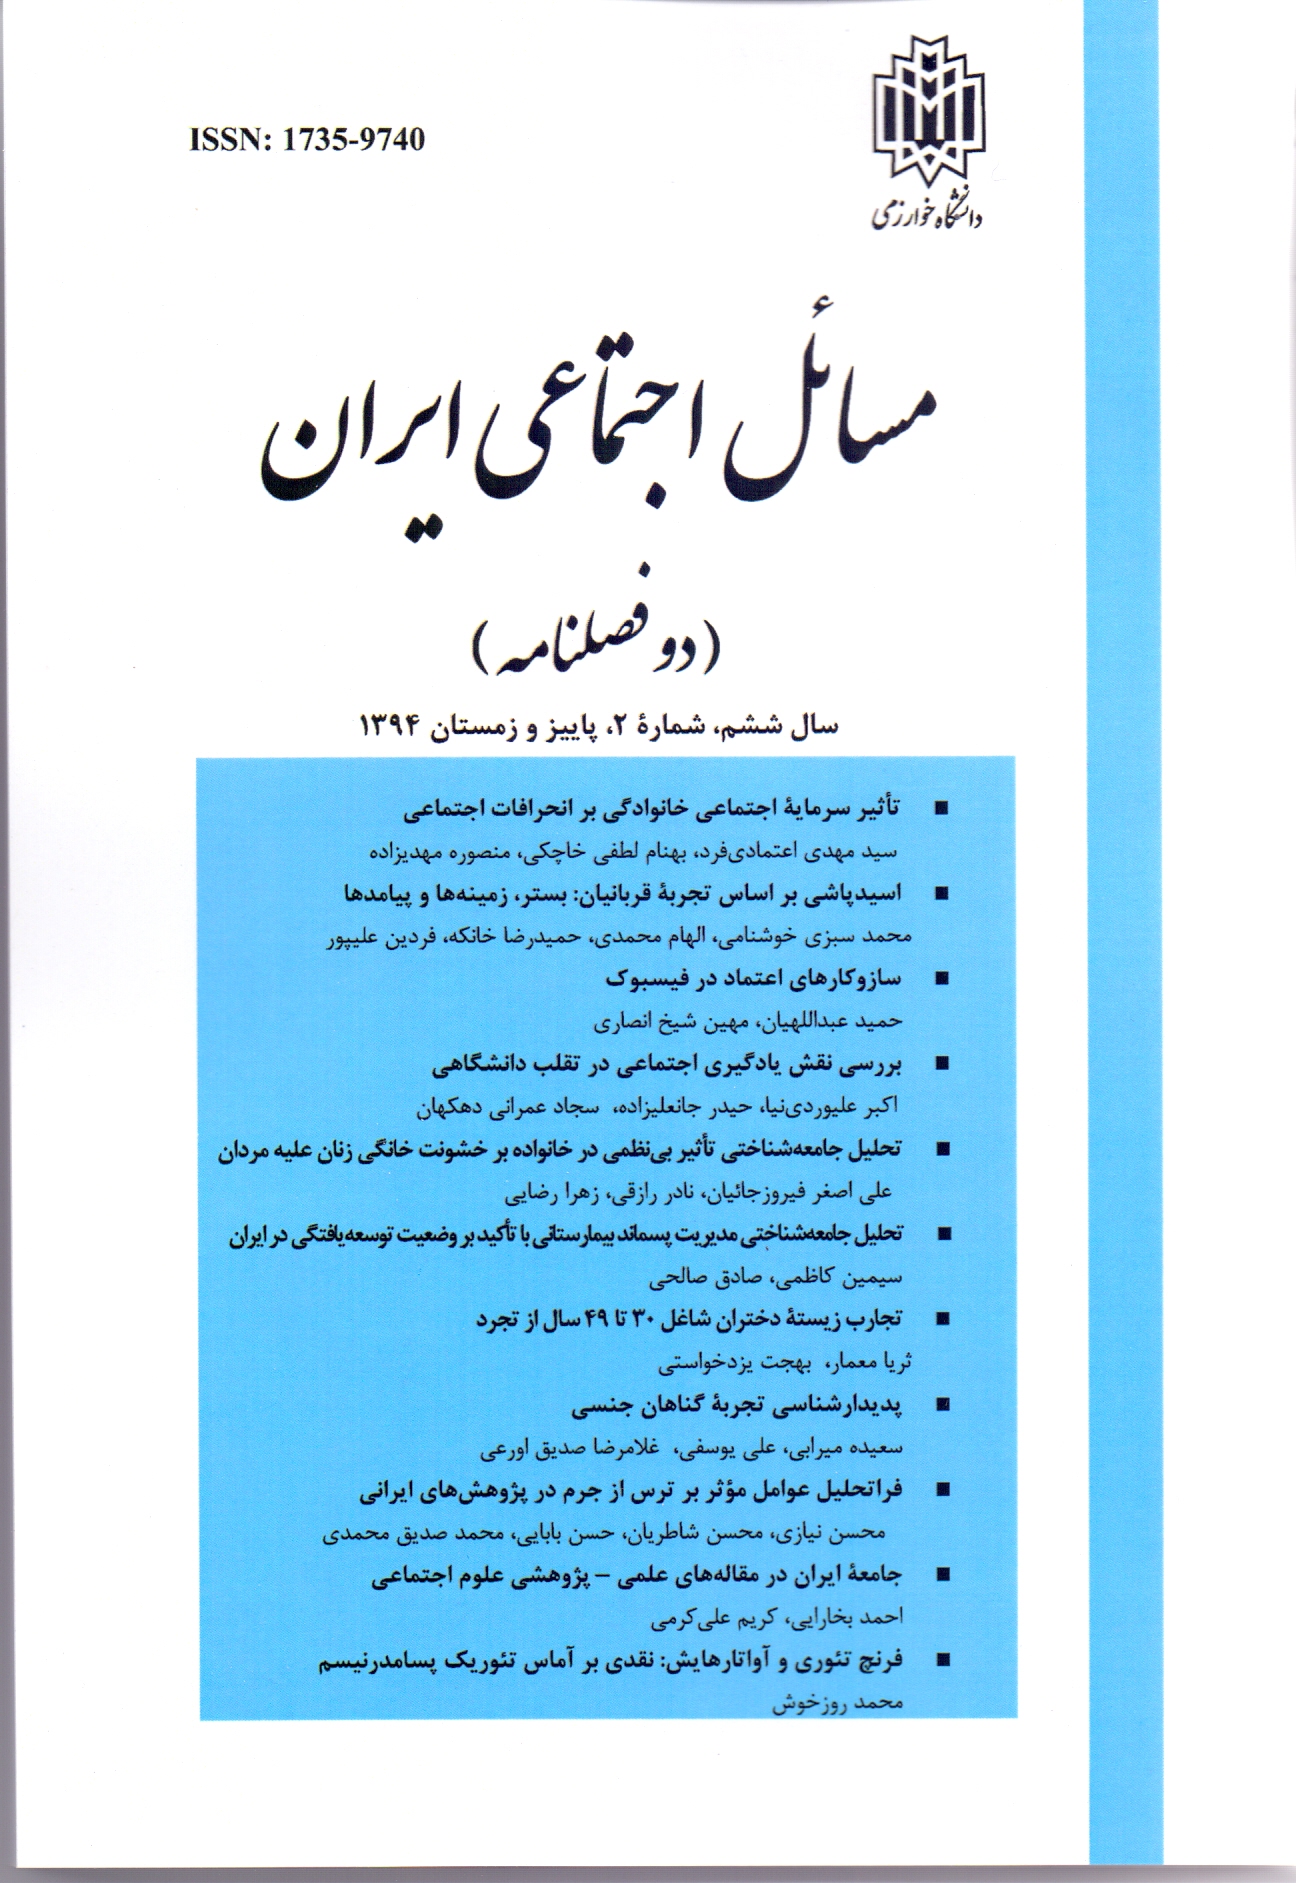 ISSN: 1735-9740
دانشگاه خوارزمی
مسائل اجتماعی ایران
(دو فصلنامه)
سال ششم، شمارهٔ ۲، پاییز و زمستان ۱۳۹۴
■ تأثیر سرمایهٔ اجتماعی خانوادگی بر انحرافات اجتماعی
سید مهدی اعتمادی‌فرد، بهنام لطفی خاچکی، منصوره مهدیزاده
■ اسیدپاشی بر اساس تجربهٔ قربانیان: بستر، زمینه‌ها و پیامدها
محمد سبزی خوشنامی، الهام محمدی، حمیدرضا خانکه، فردین علیپور
■ سازوکارهای اعتماد در فیسبوک
حمید عبداللهیان، مهین شیخ انصاری
■ بررسی نقش یادگیری اجتماعی در تقلب دانشگاهی
اکبر علیوردی‌نیا، حیدر جانعلیزاده، سجاد عمرانی دهکهان
■ تحلیل جامعه‌شناختی تأثیر بی‌نظمی در خانواده بر خشونت خانگی زنان علیه مردان
علی اصغر فیروزجائیان، نادر رازقی، زهرا رضایی
■ تحلیل جامعه‌شناختی مدیریت پسماند بیمارستانی با تأکید بر وضعیت توسعه‌یافتگی در ایران
سیمین کاظمی، صادق صالحی
■ تجارب زیستهٔ دختران شاغل ۳۰ تا ۴۹ سال از تجرد
ثریا معمار، بهجت یزدخواستی
■ پدیدارشناسی تجربهٔ گناهان جنسی
سعیده میرابی، علی یوسفی، غلامرضا صدیق اورعی
■ فراتحلیل عوامل مؤثر بر ترس از جرم در پژوهش‌های ایرانی
محسن نیازی، محسن شاطریان، حسن بابایی، محمد صدیق محمدی
■ جامعهٔ ایران در مقاله‌های علمی – پژوهشی علوم اجتماعی
احمد بخارایی، کریم علی‌کرمی
■ فرنچ تئوری و آواتارهایش: نقدی بر آماس تئوریک پسامدرنیسم
محمد روزخوش